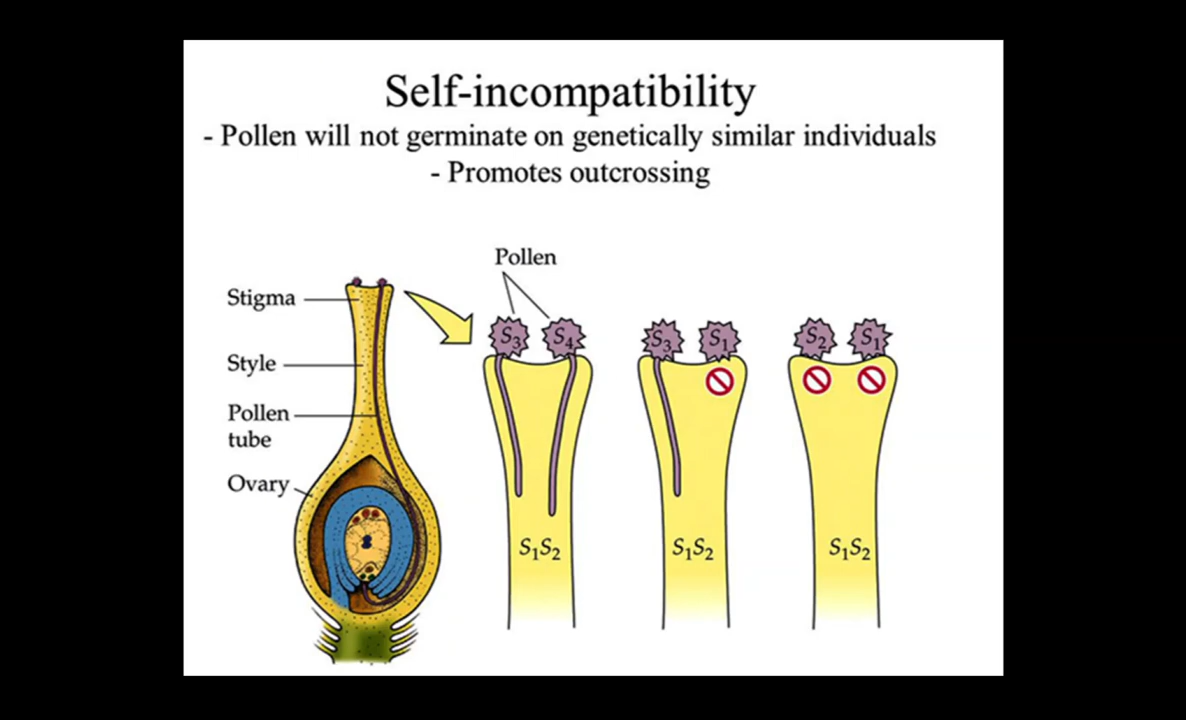 Self-incompatibility
- Pollen will not germinate on genetically similar individuals
- Promotes outcrossing
Pollen
Stigma
Style
Pollen
tube
Ovary
S3 S4 S3 S1 S2 S1
S1S2 S1S2 S1S2